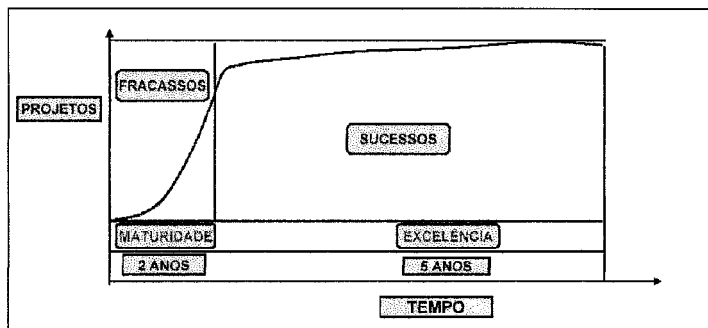 FRACASSOS
PROJETOS
SUCESSOS
MATURIDADE
EXCELÊNCIA
2 ANOS
5 ANOS
TEMPO